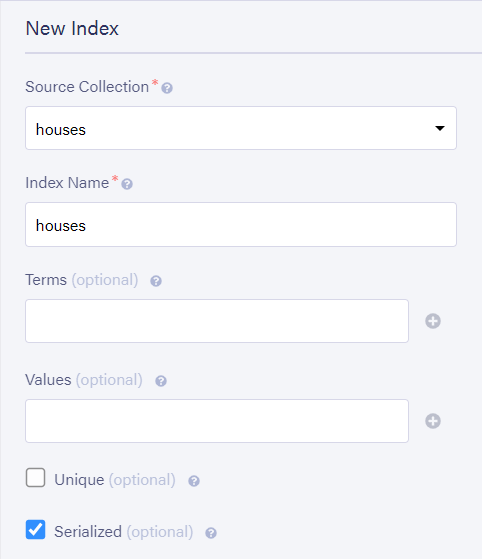 New Index
Source Collection*
houses
Index Name*
houses
Terms (optional)
Values (optional)
Unique (optional)
Serialized (optional)